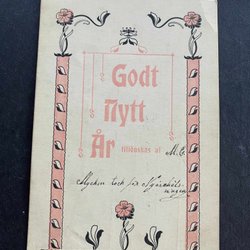 Godt
Nytt
År tillönskas af M. E.
Mycken tack för